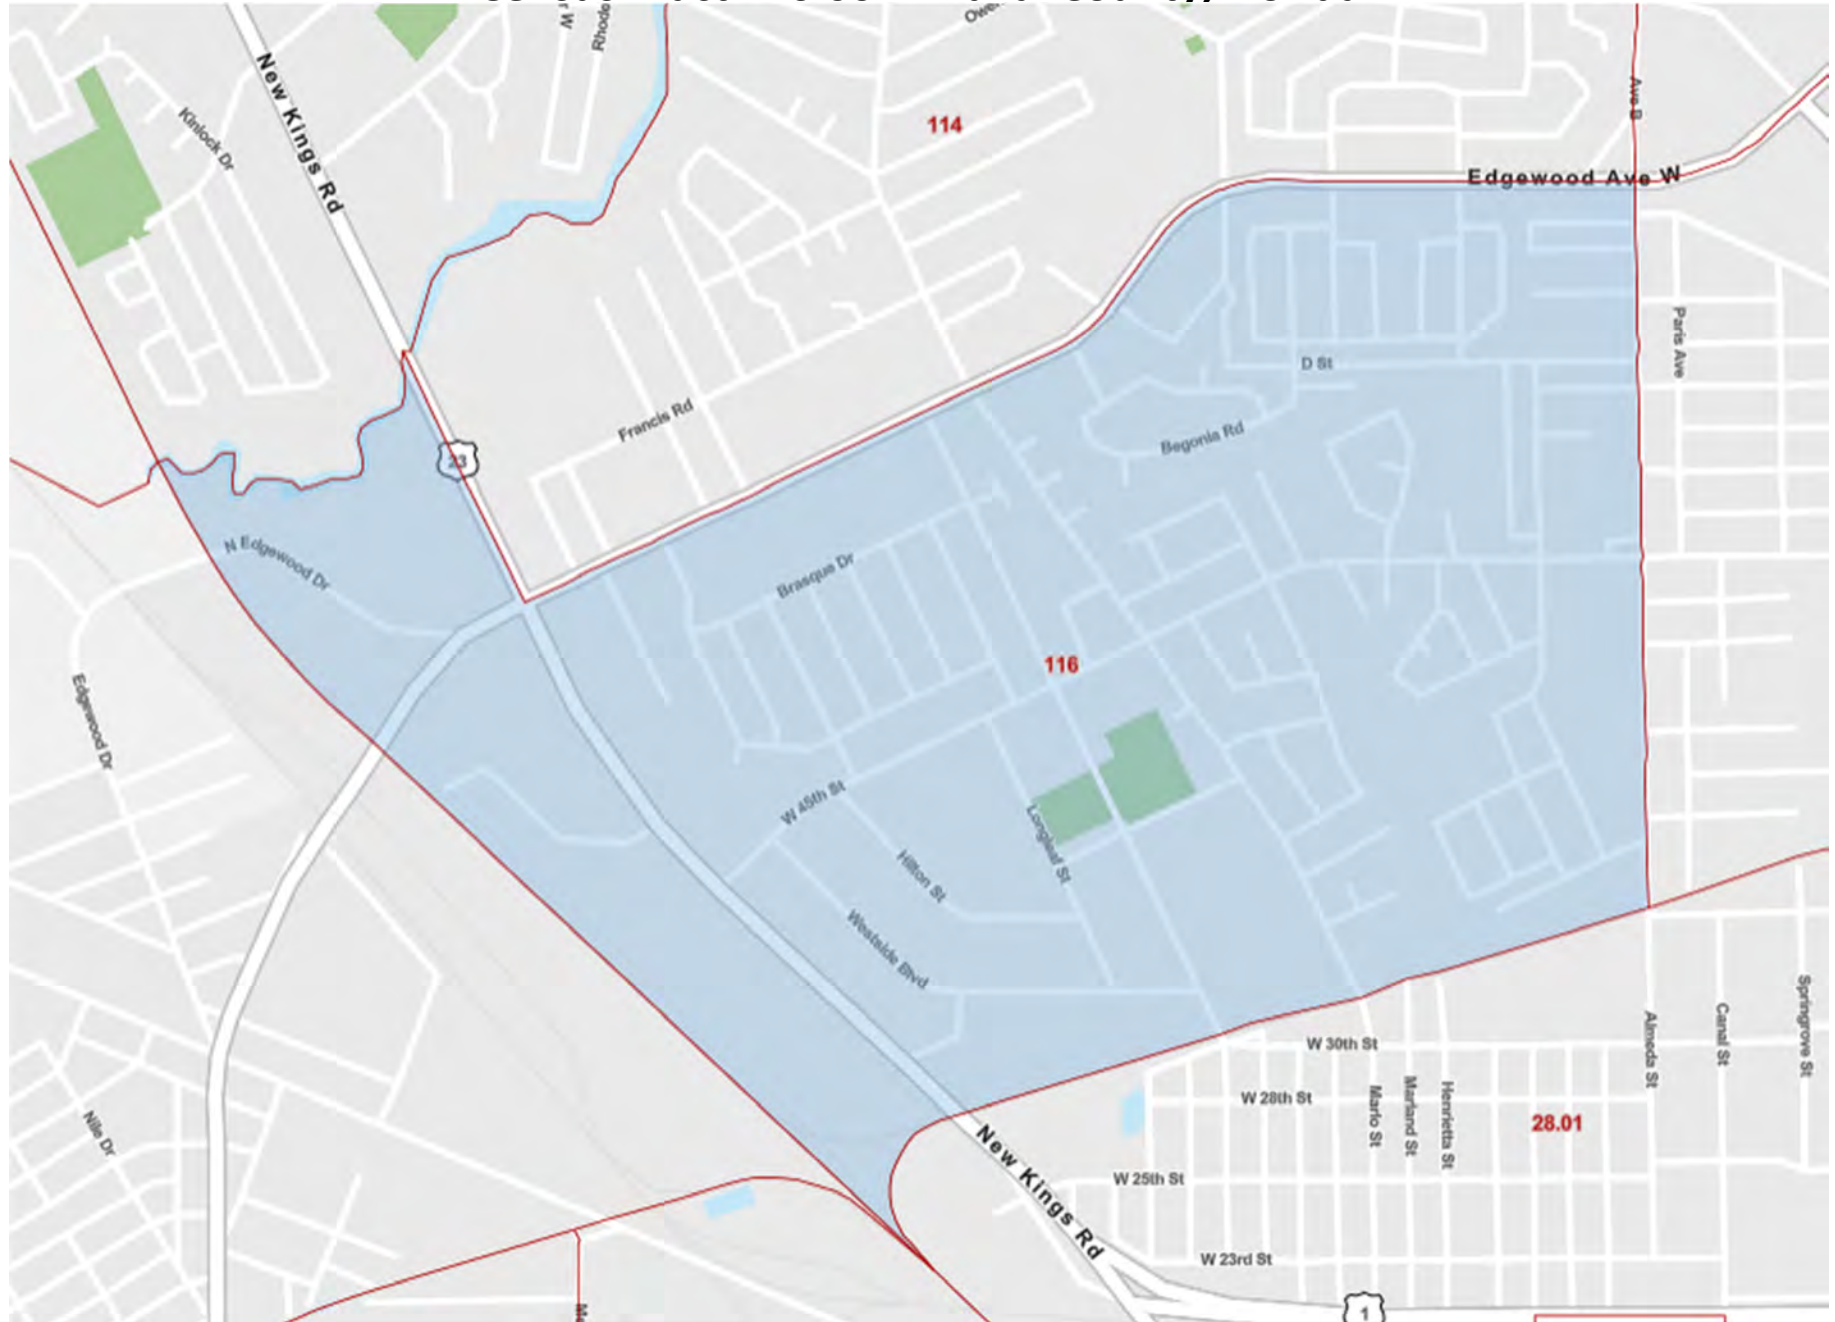 New Kings Rd
Kinlock Dr
114
Ave B
Edgewood Ave W
Paris Ave
D St
Francis Rd
Begonia Rd
23
N Edgewood Dr
Brasque Dr
116
Edgewood Dr
W 45th St
Longleaf St
Hilton St
Westside Blvd
Springrove St
Canal St
Almeda St
W 30th St
W 28th St
Mario St
Marland St
Henrietta St
28.01
Nile Dr
New Kings Rd
W 25th St
W 23rd St
1